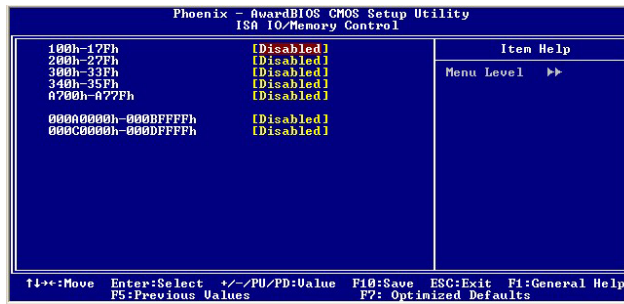 Phoenix - AwardBIOS CMOS Setup Utility
ISA IO/Memory Control
100h-17Fh [Disabled]
200h-27Fh [Disabled]
300h-33Fh [Disabled]
340h-35Fh [Disabled]
A700h-A77Fh [Disabled]
000A0000h-000BFFFFh [Disabled]
000C0000h-000DFFFFh [Disabled]
Item Help
Menu Level ▶▶
↑↓→←:Move Enter:Select +/-/PU/PD:Value F10:Save ESC:Exit F1:General Help
F5:Previous Values F7: Optimized Defaults